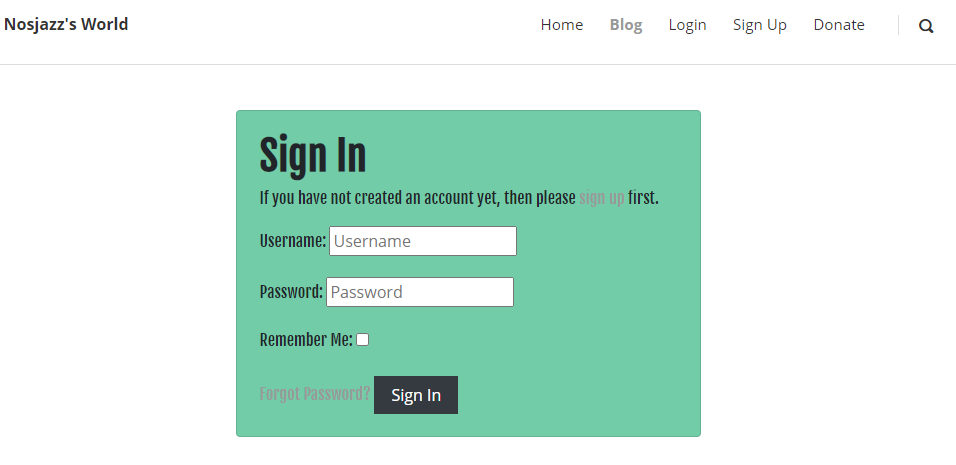 Nosjazz's World Home Blog Login Sign Up Donate
Sign In
If you have not created an account yet, then please sign up first.
Username: Username
Password: Password
Remember Me:
Forgot Password? Sign In